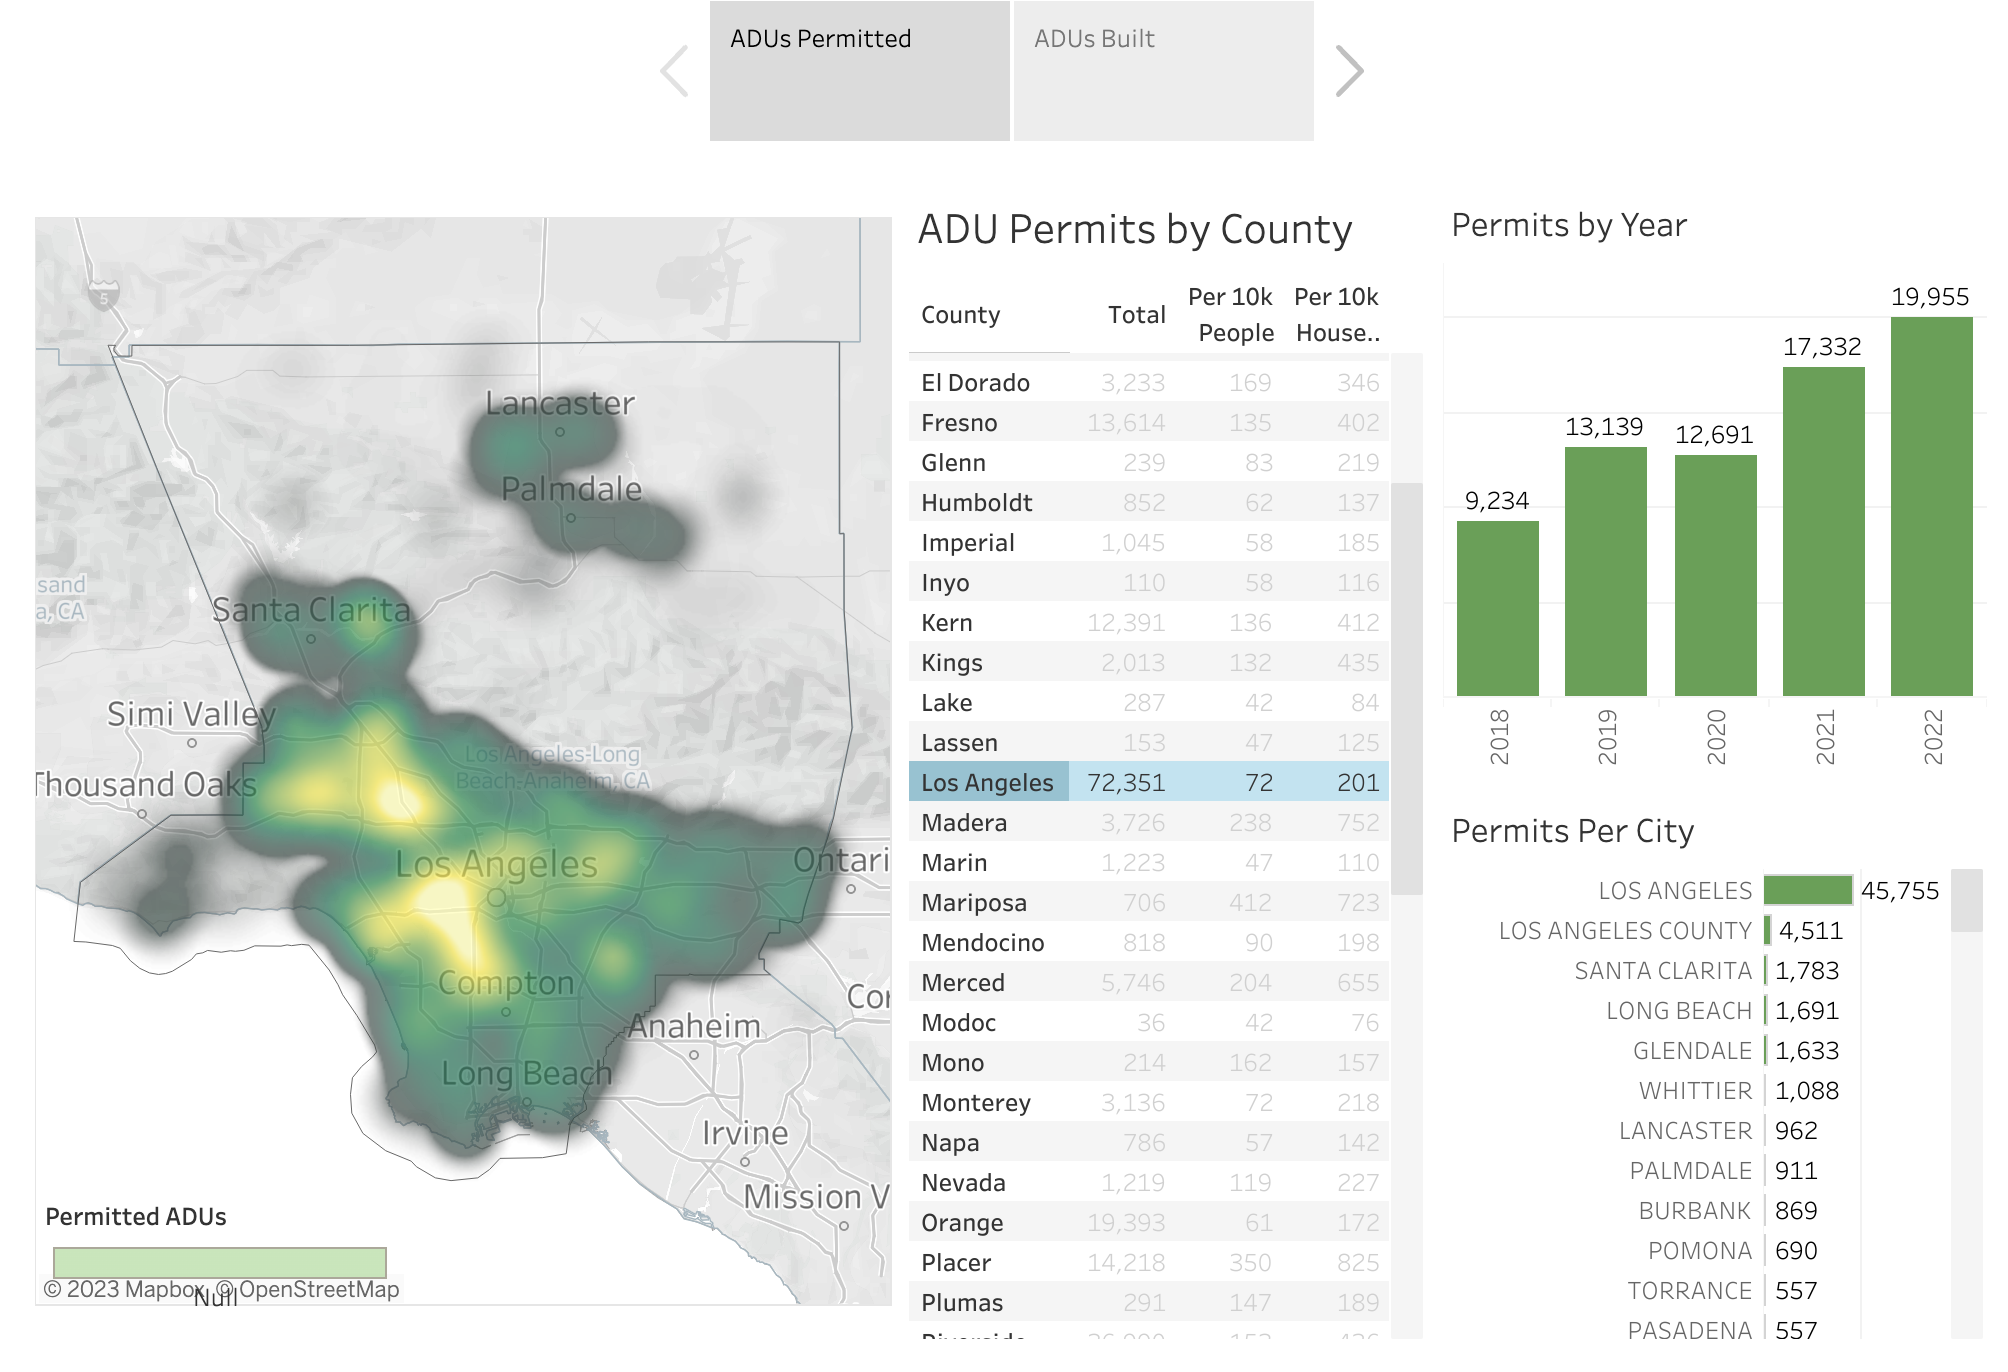 ADUs Permitted
ADUs Built
5
Lancaster
Palmdale
sand
a, CA
Santa Clarita
Simi Valley
Los Angeles-Long
Beach-Anaheim, CA
Thousand Oaks
Los Angeles
Ontari
Compton
Cor
Anaheim
Long Beach
Irvine
Mission V
Permitted ADUs
© 2023 Mapbox © OpenStreetMap
Null
ADU Permits by County
County Total Per 10k People Per 10k House..
El Dorado 3,233 169 346
Fresno 13,614 135 402
Glenn 239 83 219
Humboldt 852 62 137
Imperial 1,045 58 185
Inyo 110 58 116
Kern 12,391 136 412
Kings 2,013 132 435
Lake 287 42 84
Lassen 153 47 125
Los Angeles 72,351 72 201
Madera 3,726 238 752
Marin 1,223 47 110
Mariposa 706 412 723
Mendocino 818 90 198
Merced 5,746 204 655
Modoc 36 42 76
Mono 214 162 157
Monterey 3,136 72 218
Napa 786 57 142
Nevada 1,219 119 227
Orange 19,393 61 172
Placer 14,218 350 825
Plumas 291 147 189
Permits by Year
9,234
13,139
12,691
17,332
19,955
2018
2019
2020
2021
2022
Permits Per City
LOS ANGELES 45,755
LOS ANGELES COUNTY 4,511
SANTA CLARITA 1,783
LONG BEACH 1,691
GLENDALE 1,633
WHITTIER 1,088
LANCASTER 962
PALMDALE 911
BURBANK 869
POMONA 690
TORRANCE 557
PASADENA 557